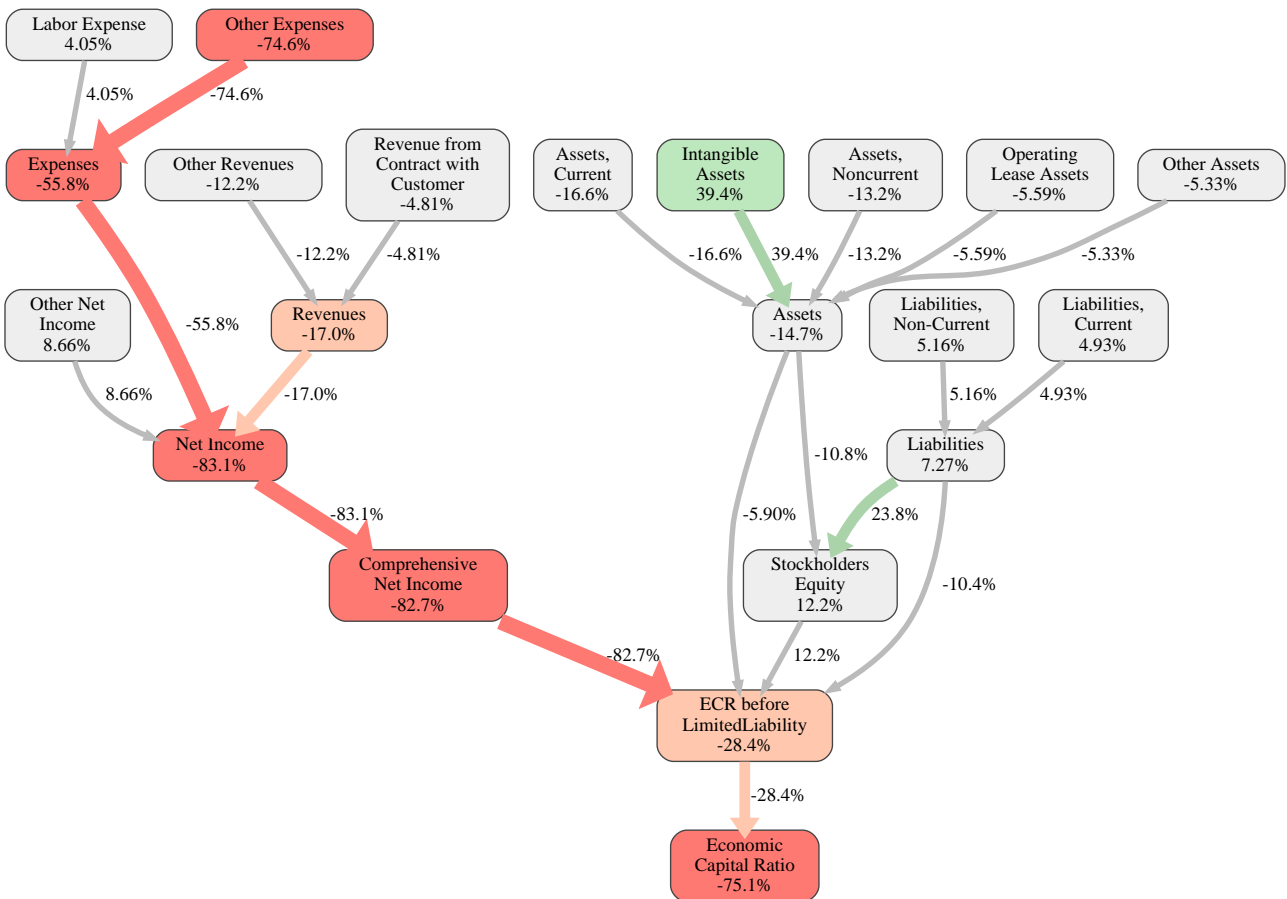 Labor Expense
4.05%
Other Expenses
-74.6%
4.05%
-74.6%
Expenses
-55.8%
Other Revenues
-12.2%
Revenue from
Contract with
Customer
-4.81%
Assets,
Current
-16.6%
Intangible
Assets
39.4%
Assets,
Noncurrent
-13.2%
Operating
Lease Assets
-5.59%
Other Assets
-5.33%
-12.2%
-4.81%
-16.6%
39.4%
-13.2%
-5.59%
-5.33%
Other Net
Income
8.66%
-55.8%
Revenues
-17.0%
Assets
-14.7%
Liabilities,
Non-Current
5.16%
Liabilities,
Current
4.93%
8.66%
-17.0%
5.16%
4.93%
Net Income
-83.1%
-10.8%
Liabilities
7.27%
-83.1%
-5.90%
23.8%
Comprehensive
Net Income
-82.7%
Stockholders
Equity
12.2%
-10.4%
-82.7%
12.2%
ECR before
LimitedLiability
-28.4%
-28.4%
Economic
Capital Ratio
-75.1%